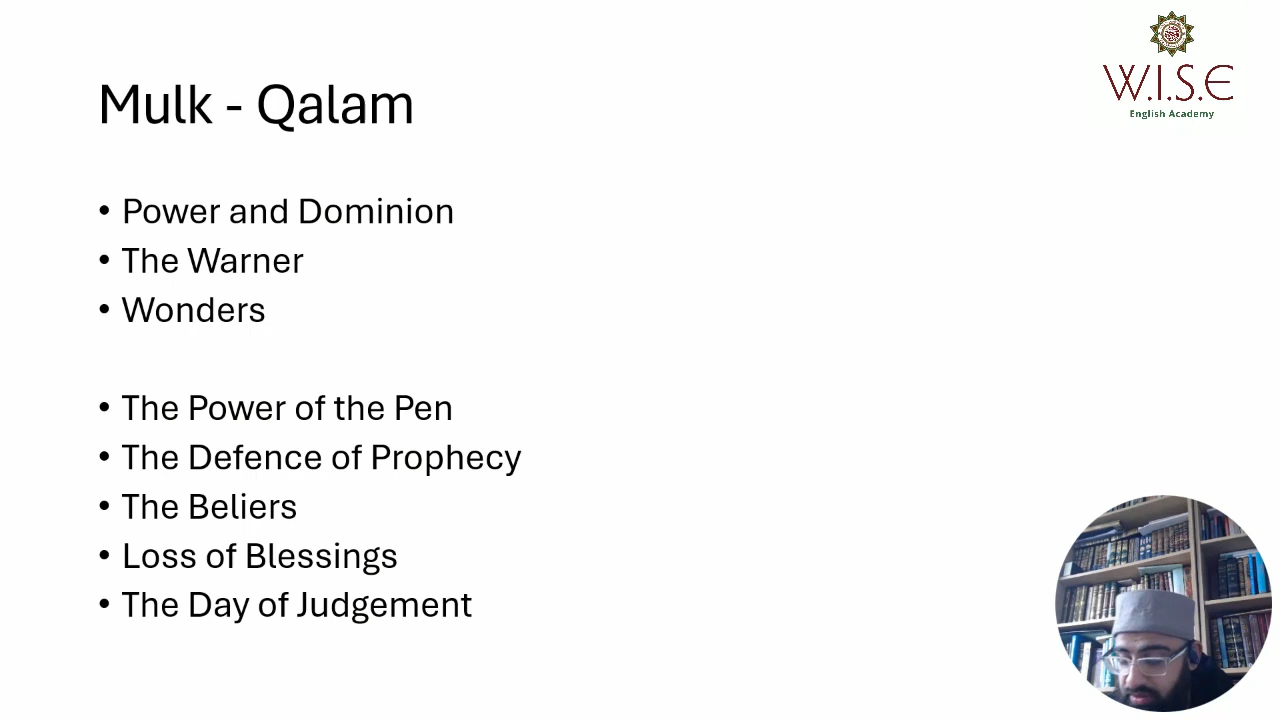 W.I.S.E
English Academy
Mulk - Qalam
• Power and Dominion
• The Warner
• Wonders
• The Power of the Pen
• The Defence of Prophecy
• The Beliers
• Loss of Blessings
• The Day of Judgement